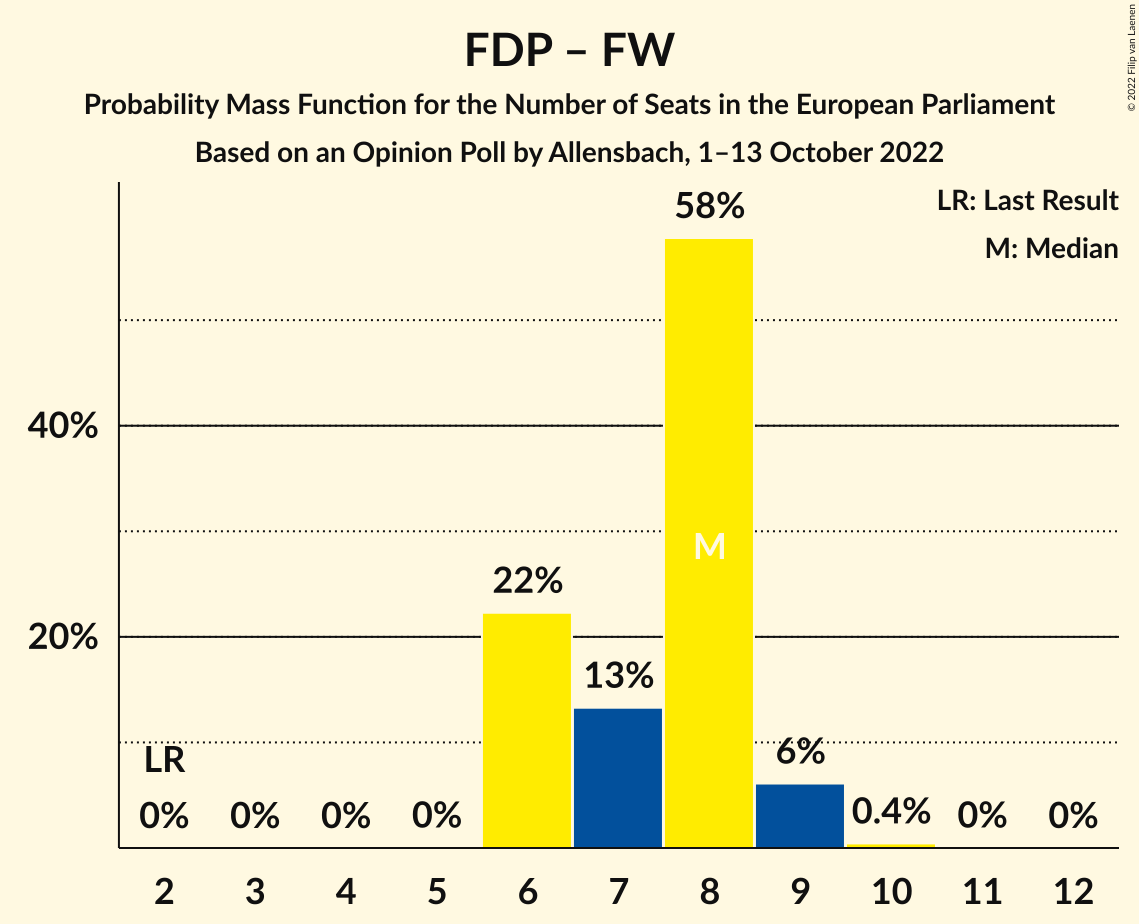 FDP – FW
Probability Mass Function for the Number of Seats in the European Parliament
Based on an Opinion Poll by Allensbach, 1–13 October 2022
© 2022 Filip van Laenen
LR: Last Result
M: Median
58%
40%
M
22%
20%
13%
LR
6%
0% 0% 0% 0% 0.4% 0% 0%
2 3 4 5 6 7 8 9 10 11 12